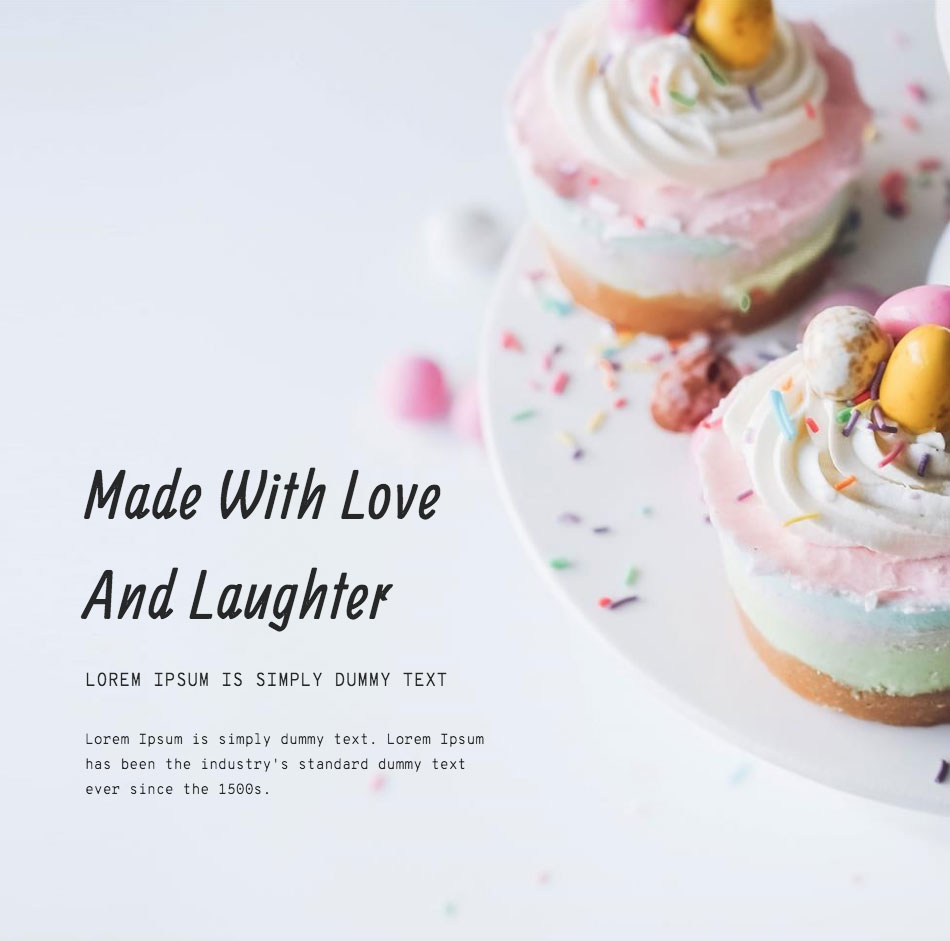 Made With Love
And Laughter
LOREM IPSUM IS SIMPLY DUMMY TEXT
Lorem Ipsum is simply dummy text. Lorem Ipsum
has been the industry's standard dummy text
ever since the 1500s.